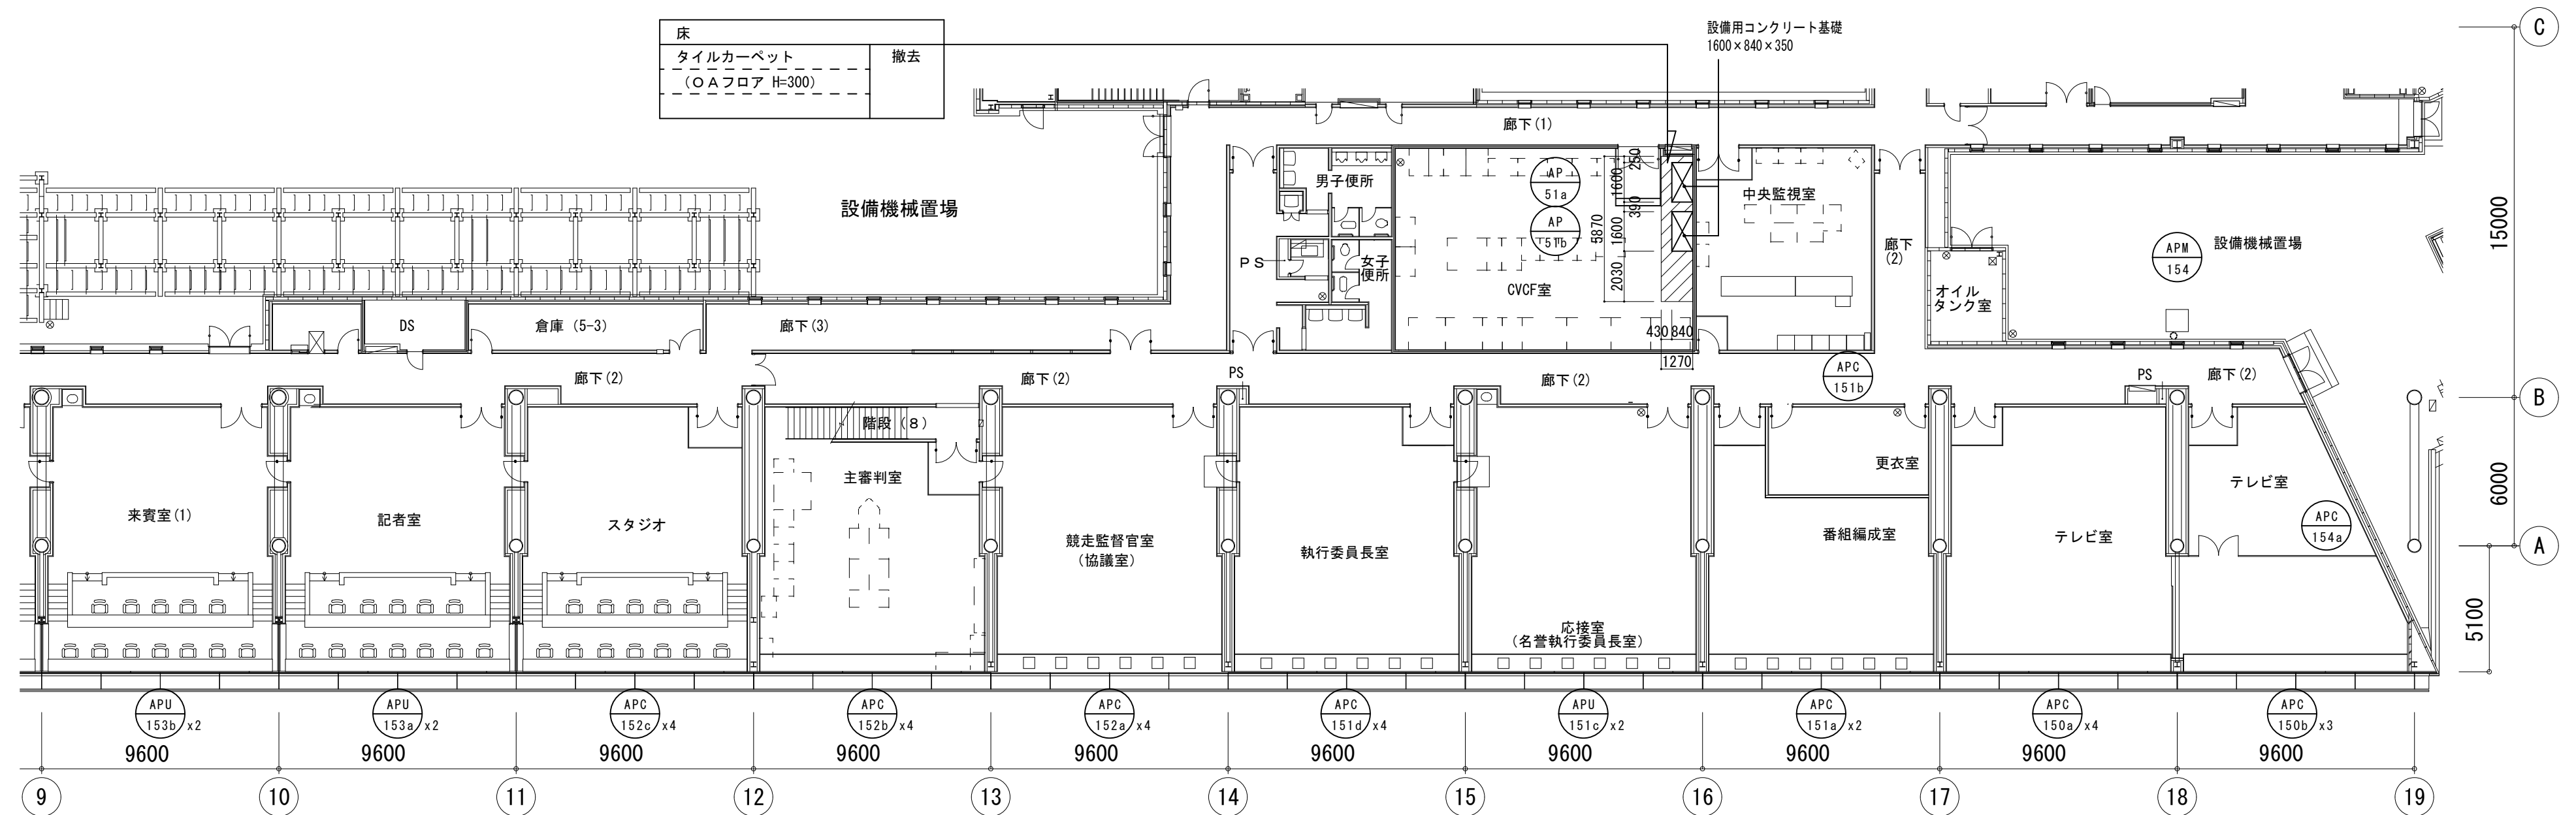 床
タイルカーペット 撤去
(ＯＡフロア H=300)
設備用コンクリート基礎
1600×840×350
C
廊下(1)
250
1600
390
1600
5870
2030
430 840
1270
AP
51a
AP
51b
男子便所
女子
便所
ＰＳ
CVCF室
中央監視室
廊下
(2)
APM
154
設備機械置場
オイル
タンク室
設備機械置場
15000
DS
倉庫 (5-3)
廊下(3)
廊下(2)
廊下(2)
PS
廊下(2)
APC
151b
PS
廊下(2)
B
階段（８）
来賓室(1)
記者室
スタジオ
主審判室
競走監督官室
(協議室)
執行委員長室
応接室
(名誉執行委員長室)
更衣室
番組編成室
テレビ室
テレビ室
APC
154a
6000
A
5100
APU
153b x2
APU
153a x2
APC
152c x4
APC
152b x4
APC
152a x4
APC
151d x4
APU
151c x2
APC
151a x2
APC
150a x4
APC
150b x3
9600 9600 9600 9600 9600 9600 9600 9600 9600 9600
9 10 11 12 13 14 15 16 17 18 19